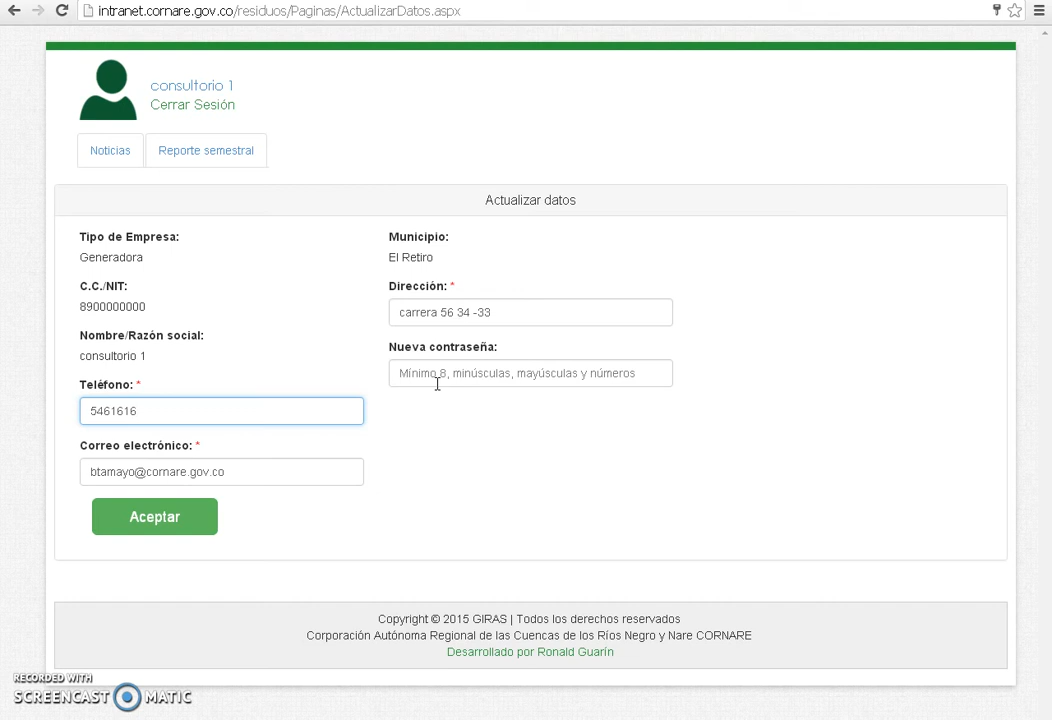 intranet.cornare.gov.co/residuos/Paginas/ActualizarDatos.aspx
consultorio 1
Cerrar Sesión
Noticias
Reporte semestral
Actualizar datos
Tipo de Empresa:
Generadora
C.C./NIT:
8900000000
Nombre/Razón social:
consultorio 1
Teléfono: *
5461616
Correo electrónico: *
btamayo@cornare.gov.co
Municipio:
El Retiro
Dirección: *
carrera 56 34 -33
Nueva contraseña:
Mínimo 8, minúsculas, mayúsculas y números
Aceptar
Copyright © 2015 GIRAS | Todos los derechos reservados
Corporación Autónoma Regional de las Cuencas de los Ríos Negro y Nare CORNARE
Desarrollado por Ronald Guarín
RECORDED WITH
SCREENCAST MATIC